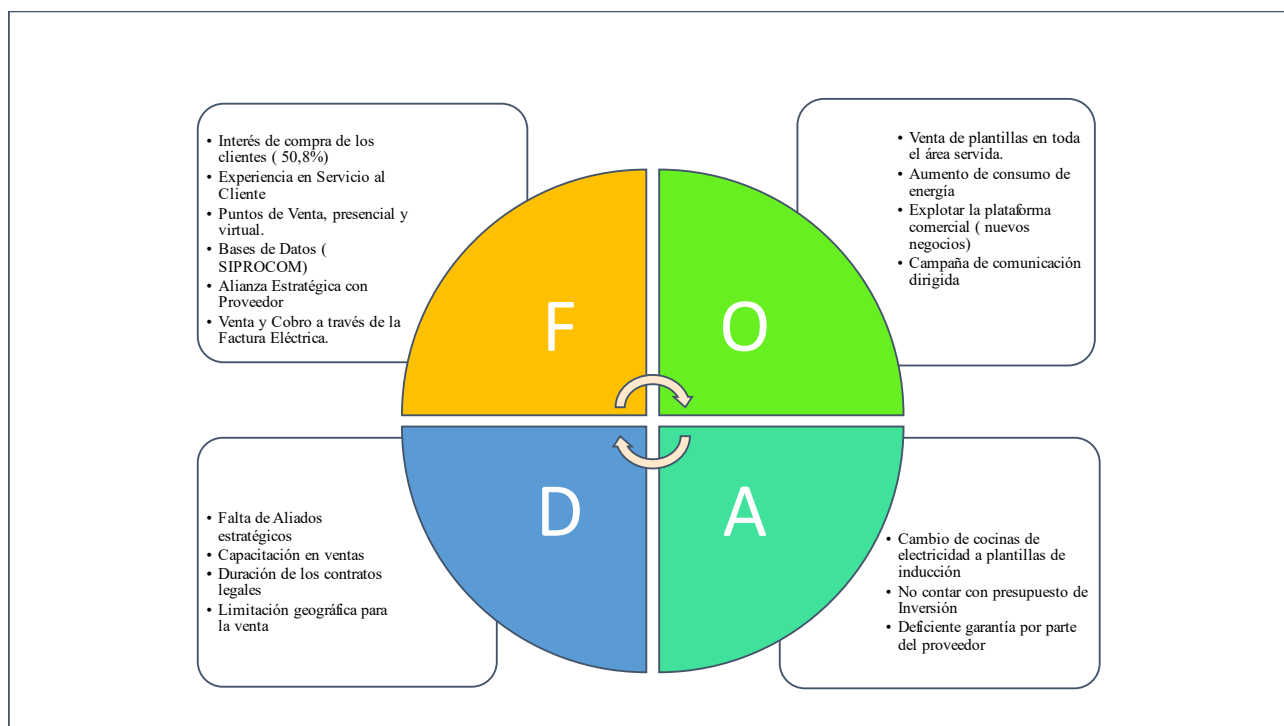 • Interés de compra de los
clientes ( 50,8%)
• Experiencia en Servicio al
Cliente
• Puntos de Venta, presencial y
virtual.
• Bases de Datos (
SIPROCOM)
• Alianza Estratégica con
Proveedor
• Venta y Cobro a través de la
Factura Eléctrica.
• Venta de plantillas en toda
el área servida.
• Aumento de consumo de
energía
• Explotar la plataforma
comercial ( nuevos
negocios)
• Campaña de comunicación
dirigida
F
O
D
A
• Falta de Aliados
estratégicos
• Capacitación en ventas
• Duración de los contratos
legales
• Limitación geográfica para
la venta
• Cambio de cocinas de
electricidad a plantillas de
inducción
• No contar con presupuesto de
Inversión
• Deficiente garantía por parte
del proveedor